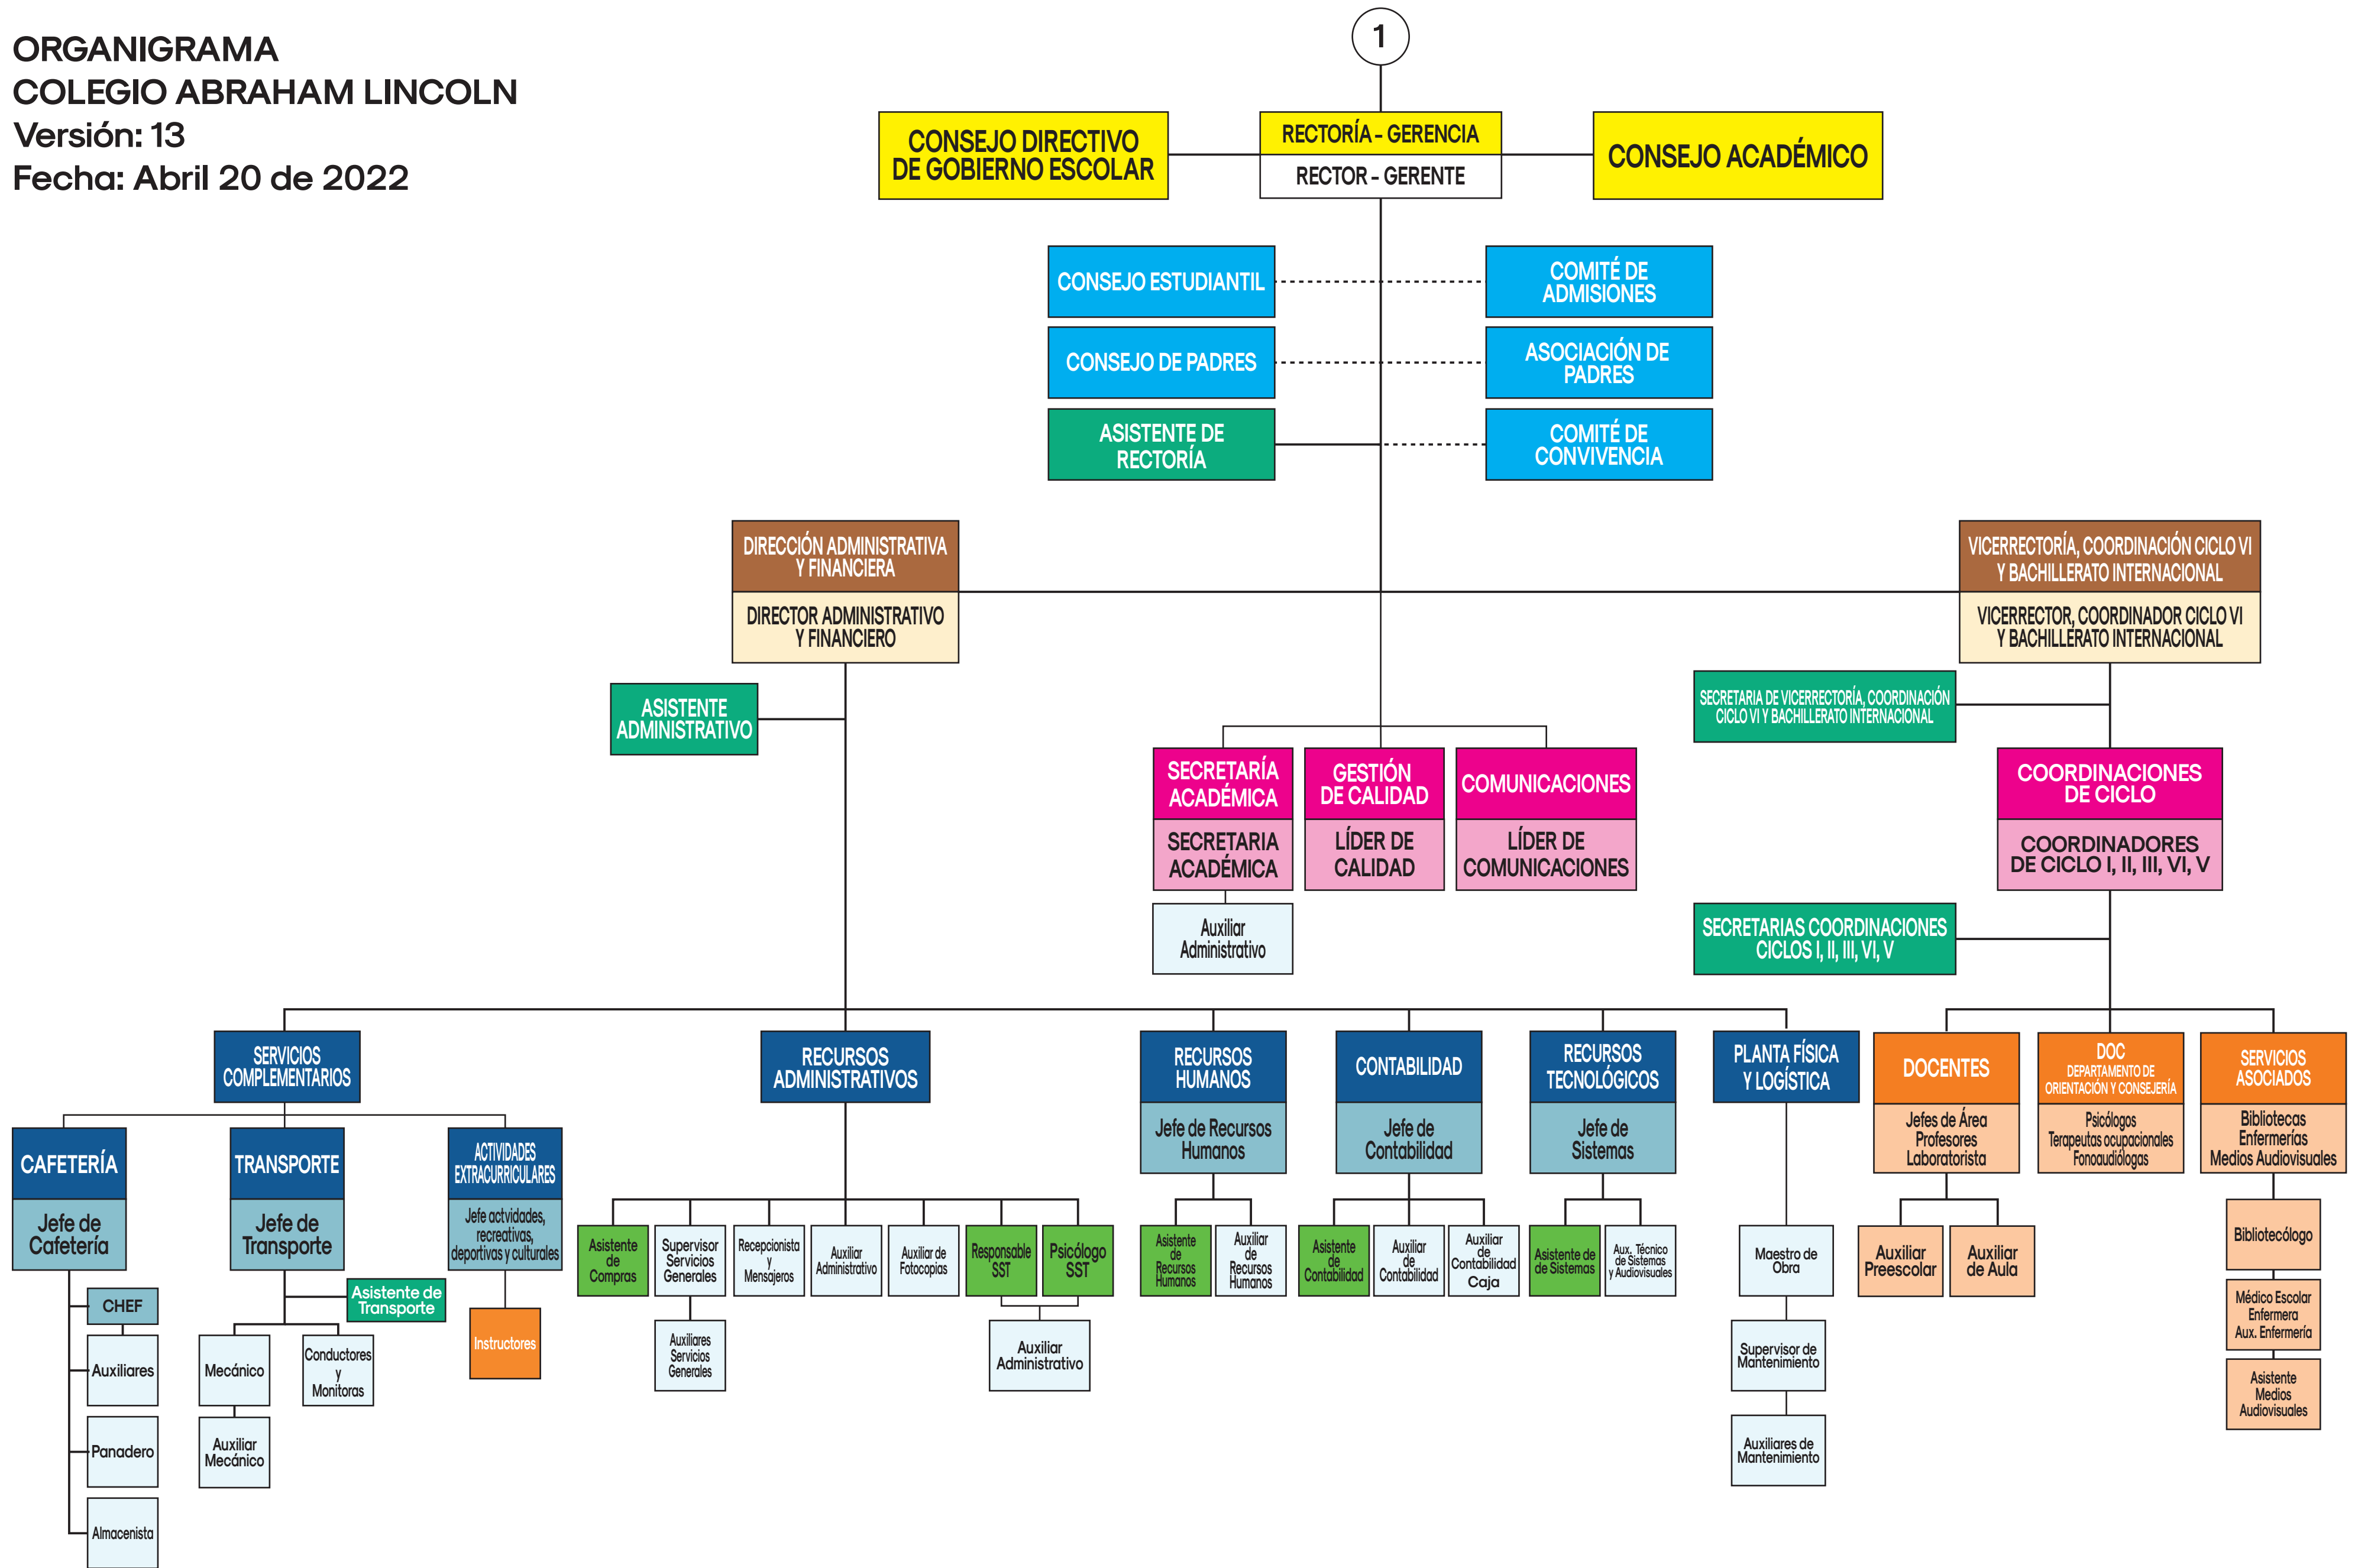 ORGANIGRAMA
COLEGIO ABRAHAM LINCOLN
Versión: 13
Fecha: Abril 20 de 2022
1
CONSEJO DIRECTIVO
DE GOBIERNO ESCOLAR
RECTORÍA - GERENCIA
RECTOR - GERENTE
CONSEJO ACADÉMICO
CONSEJO ESTUDIANTIL
COMITÉ DE
ADMISIONES
CONSEJO DE PADRES
ASOCIACIÓN DE
PADRES
ASISTENTE DE
RECTORÍA
COMITÉ DE
CONVIVENCIA
DIRECCIÓN ADMINISTRATIVA
Y FINANCIERA
DIRECTOR ADMINISTRATIVO
Y FINANCIERO
VICERRECTORÍA, COORDINACIÓN CICLO VI
Y BACHILLERATO INTERNACIONAL
VICERRECTOR, COORDINADOR CICLO VI
Y BACHILLERATO INTERNACIONAL
ASISTENTE
ADMINISTRATIVO
SECRETARIA DE VICERRECTORÍA, COORDINACIÓN
CICLO VI Y BACHILLERATO INTERNACIONAL
SECRETARÍA
ACADÉMICA
SECRETARIA
ACADÉMICA
GESTIÓN
DE CALIDAD
LÍDER DE
CALIDAD
COMUNICACIONES
LÍDER DE
COMUNICACIONES
COORDINACIONES
DE CICLO
COORDINADORES
DE CICLO I, II, III, VI, V
Auxiliar
Administrativo
SECRETARIAS COORDINACIONES
CICLOS I, II, III, VI, V
SERVICIOS
COMPLEMENTARIOS
RECURSOS
ADMINISTRATIVOS
RECURSOS
HUMANOS
Jefe de Recursos
Humanos
CONTABILIDAD
Jefe de
Contabilidad
RECURSOS
TECNOLÓGICOS
Jefe de
Sistemas
PLANTA FÍSICA
Y LOGÍSTICA
DOCENTES
Jefes de Área
Profesores
Laboratorista
DOC
DEPARTAMENTO DE
ORIENTACIÓN Y CONSEJERÍA
Psicólogos
Terapeutas ocupacionales
Fonoaudiólogas
SERVICIOS
ASOCIADOS
Bibliotecas
Enfermerías
Medios Audiovisuales
CAFETERÍA
Jefe de
Cafetería
TRANSPORTE
Jefe de
Transporte
ACTIVIDADES
EXTRACURRICULARES
Jefe actvidades,
recreativas,
deportivas y culturales
Asistente
de
Compras
Supervisor
Servicios
Generales
Recepcionista
y
Mensajeros
Auxiliar
Administrativo
Auxiliar de
Fotocopias
Responsable
SST
Psicólogo
SST
Asistente
de
Recursos
Humanos
Auxiliar
de
Recursos
Humanos
Asistente
de
Contabilidad
Auxiliar
de
Contabilidad
Auxiliar
de
Contabilidad
Caja
Asistente de
de Sistemas
Aux. Técnico
de Sistemas
y Audiovisuales
Maestro de
Obra
Auxiliar
Preescolar
Auxiliar
de Aula
Bibliotecólogo
CHEF
Asistente de
Transporte
Instructores
Auxiliares
Servicios
Generales
Auxiliar
Administrativo
Supervisor de
Mantenimiento
Médico Escolar
Enfermera
Aux. Enfermería
Auxiliares
Mecánico
Conductores
y
Monitoras
Asistente
Medios
Audiovisuales
Panadero
Auxiliar
Mecánico
Auxiliares de
Mantenimiento
Almacenista